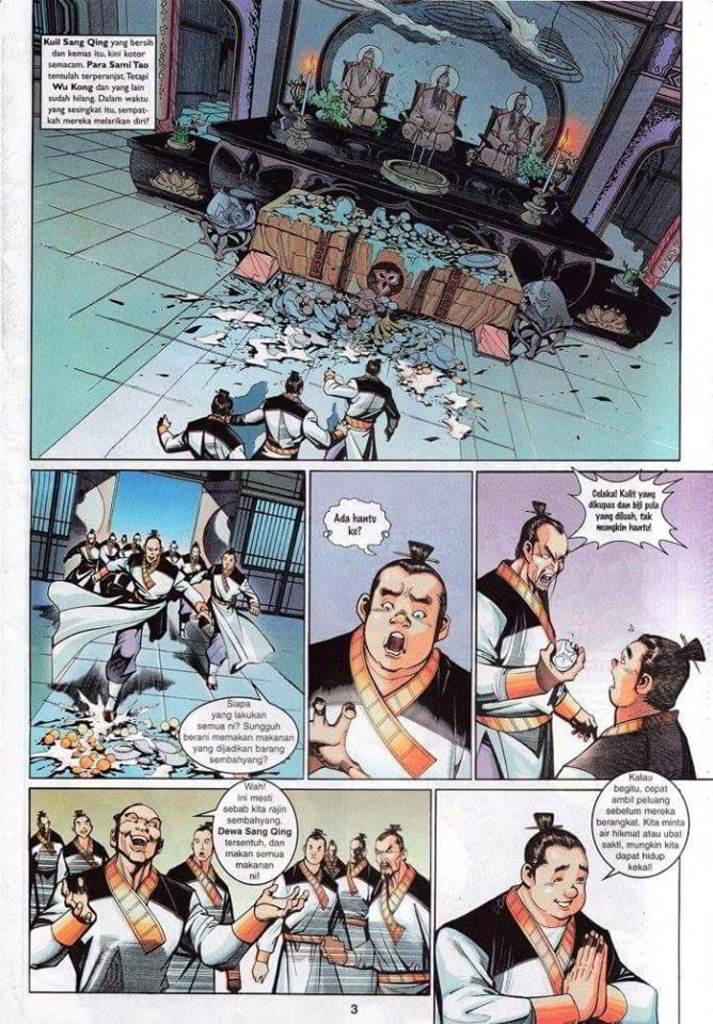 Kuil Sang Qing yang bersih
dan kemas itu, kini kotor
semacam. Para Sami Tao
tentulah terperanjat. Tetapi
Wu Kong dan yang lain
sudah hilang. Dalam waktu
yang sesingkat itu, sempat-
kah mereka melarikan diri?
Siapa
yang lakukan
semua ni? Sungguh
berani memakan makanan
yang dijadikan barang
sembahyang?
Ada hantu
ke?
Celaka! Kulit yang
dikupas dan biji pula
yang diluah, tak
mungkin hantu!
Wah!
Ini mesti
sebab kita rajin
sembahyang.
Dewa Sang QIng
tersentuh, dan
makan semua
makanan
ni!
Kalau
begitu, cepat
ambil peluang
sebelum mereka
berangkat. Kita minta
air hikmat atau ubat
sakti, mungkin kita
dapat hidup
kekal!
3